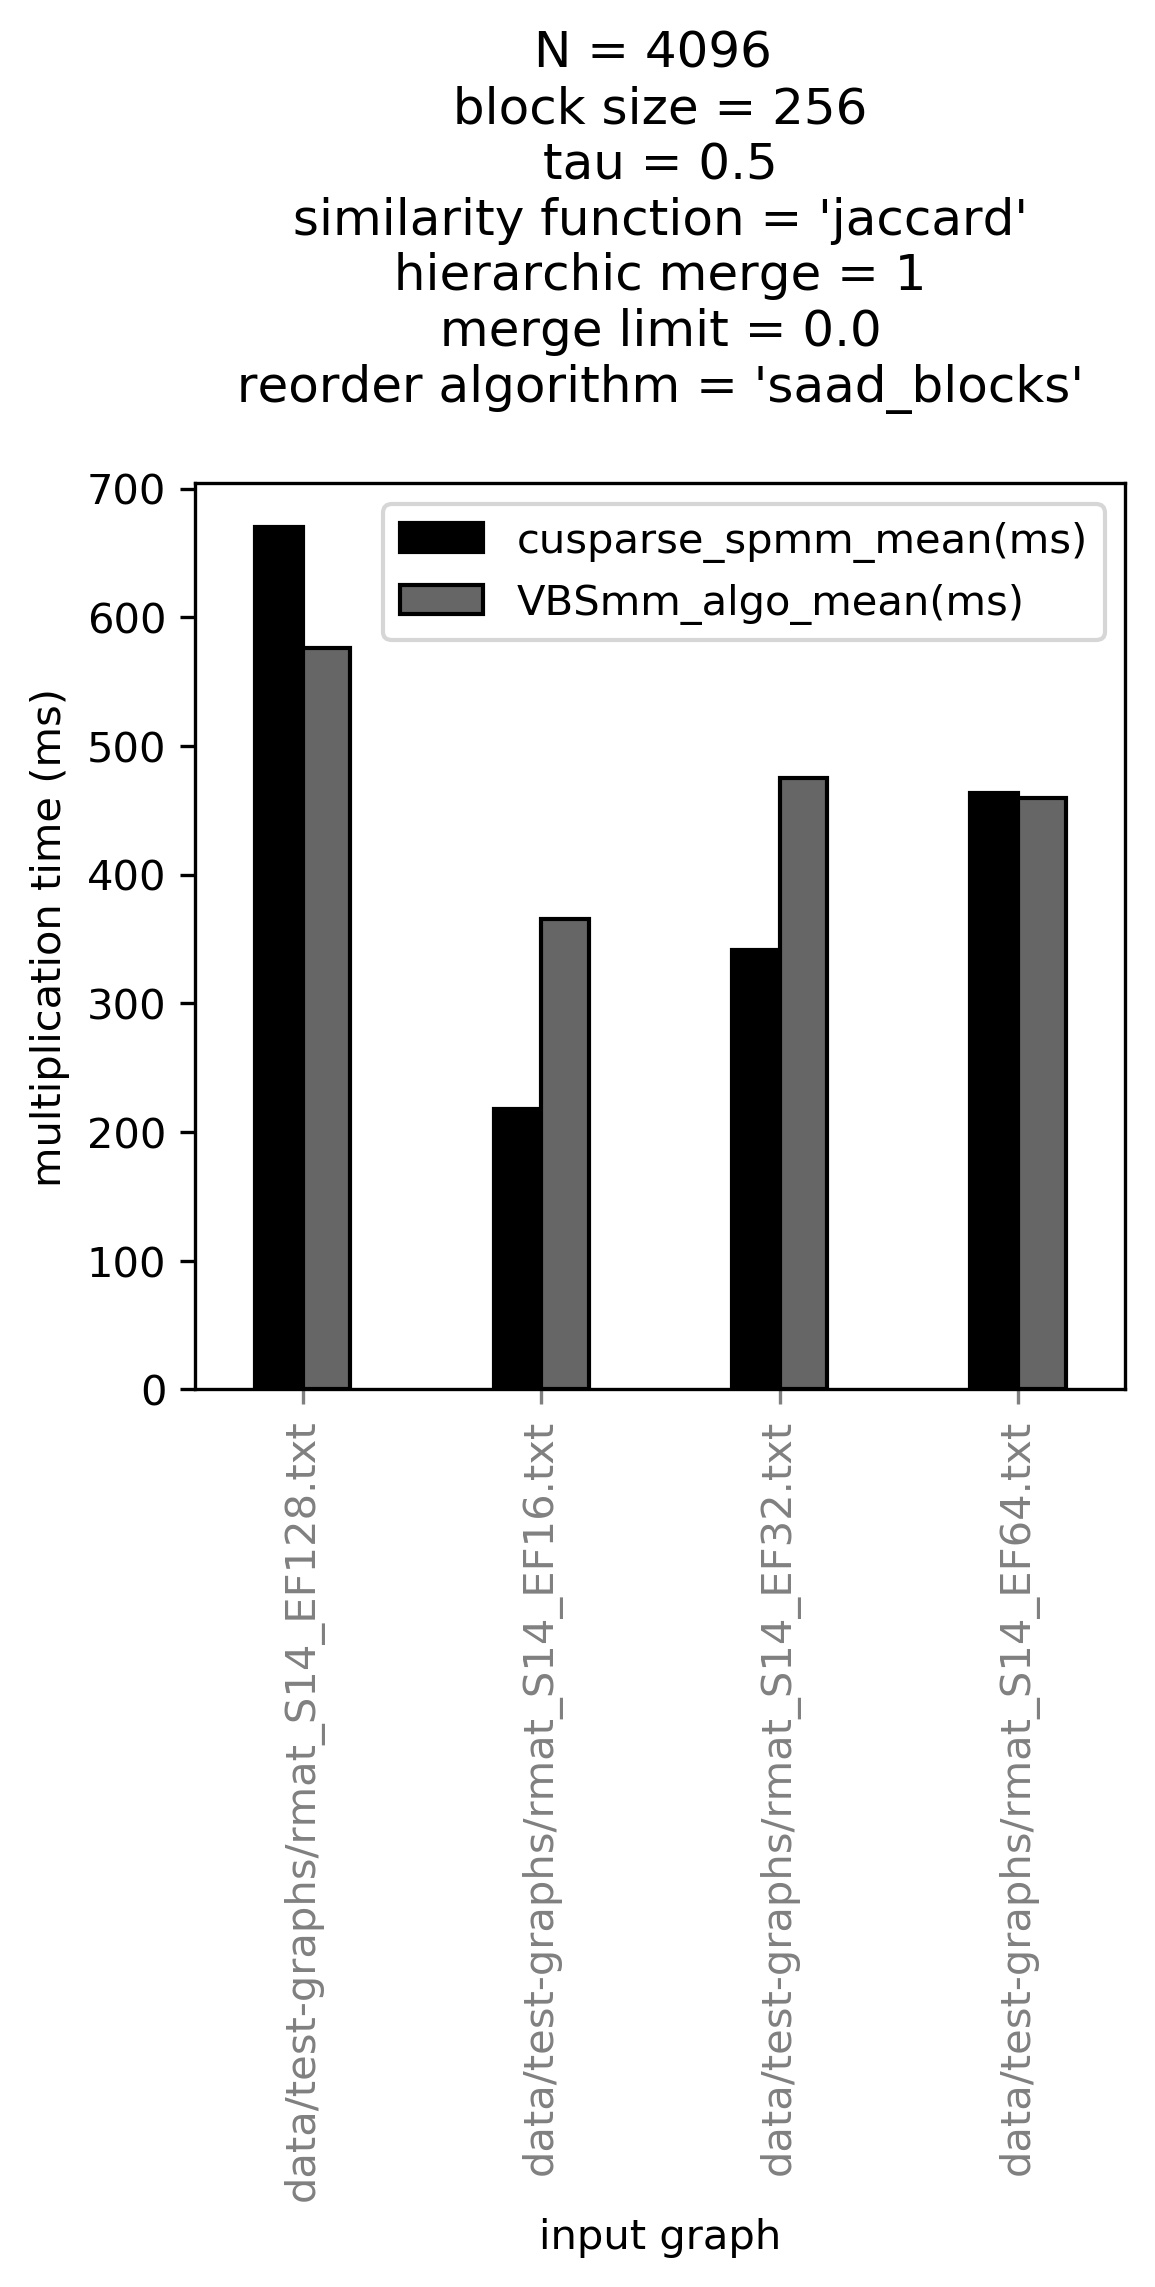 N = 4096
block size = 256
tau = 0.5
similarity function = 'jaccard'
hierarchic merge = 1
merge limit = 0.0
reorder algorithm = 'saad_blocks'
700
600
500
400
300
200
100
0
multiplication time (ms)
cusparse_spmm_mean(ms)
VBSmm_algo_mean(ms)
data/test-graphs/rmat_S14_EF128.txt
data/test-graphs/rmat_S14_EF16.txt
data/test-graphs/rmat_S14_EF32.txt
data/test-graphs/rmat_S14_EF64.txt
input graph